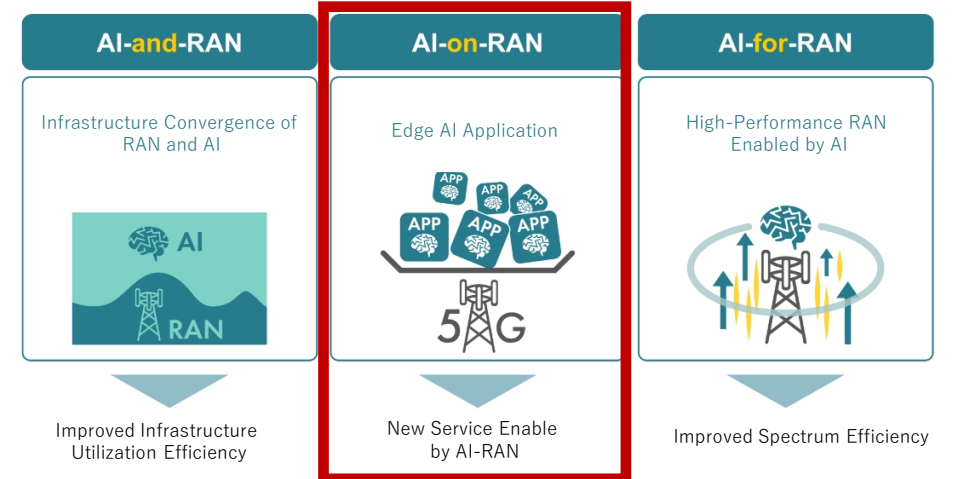 AI-and-RAN
Infrastructure Convergence of
RAN and AI
AI
RAN
Improved Infrastructure
Utilization Efficiency
AI-on-RAN
Edge AI Application
APP
APP
APP
APP
APP
APP
5G
New Service Enable
by AI-RAN
AI-for-RAN
High-Performance RAN
Enabled by AI
Improved Spectrum Efficiency